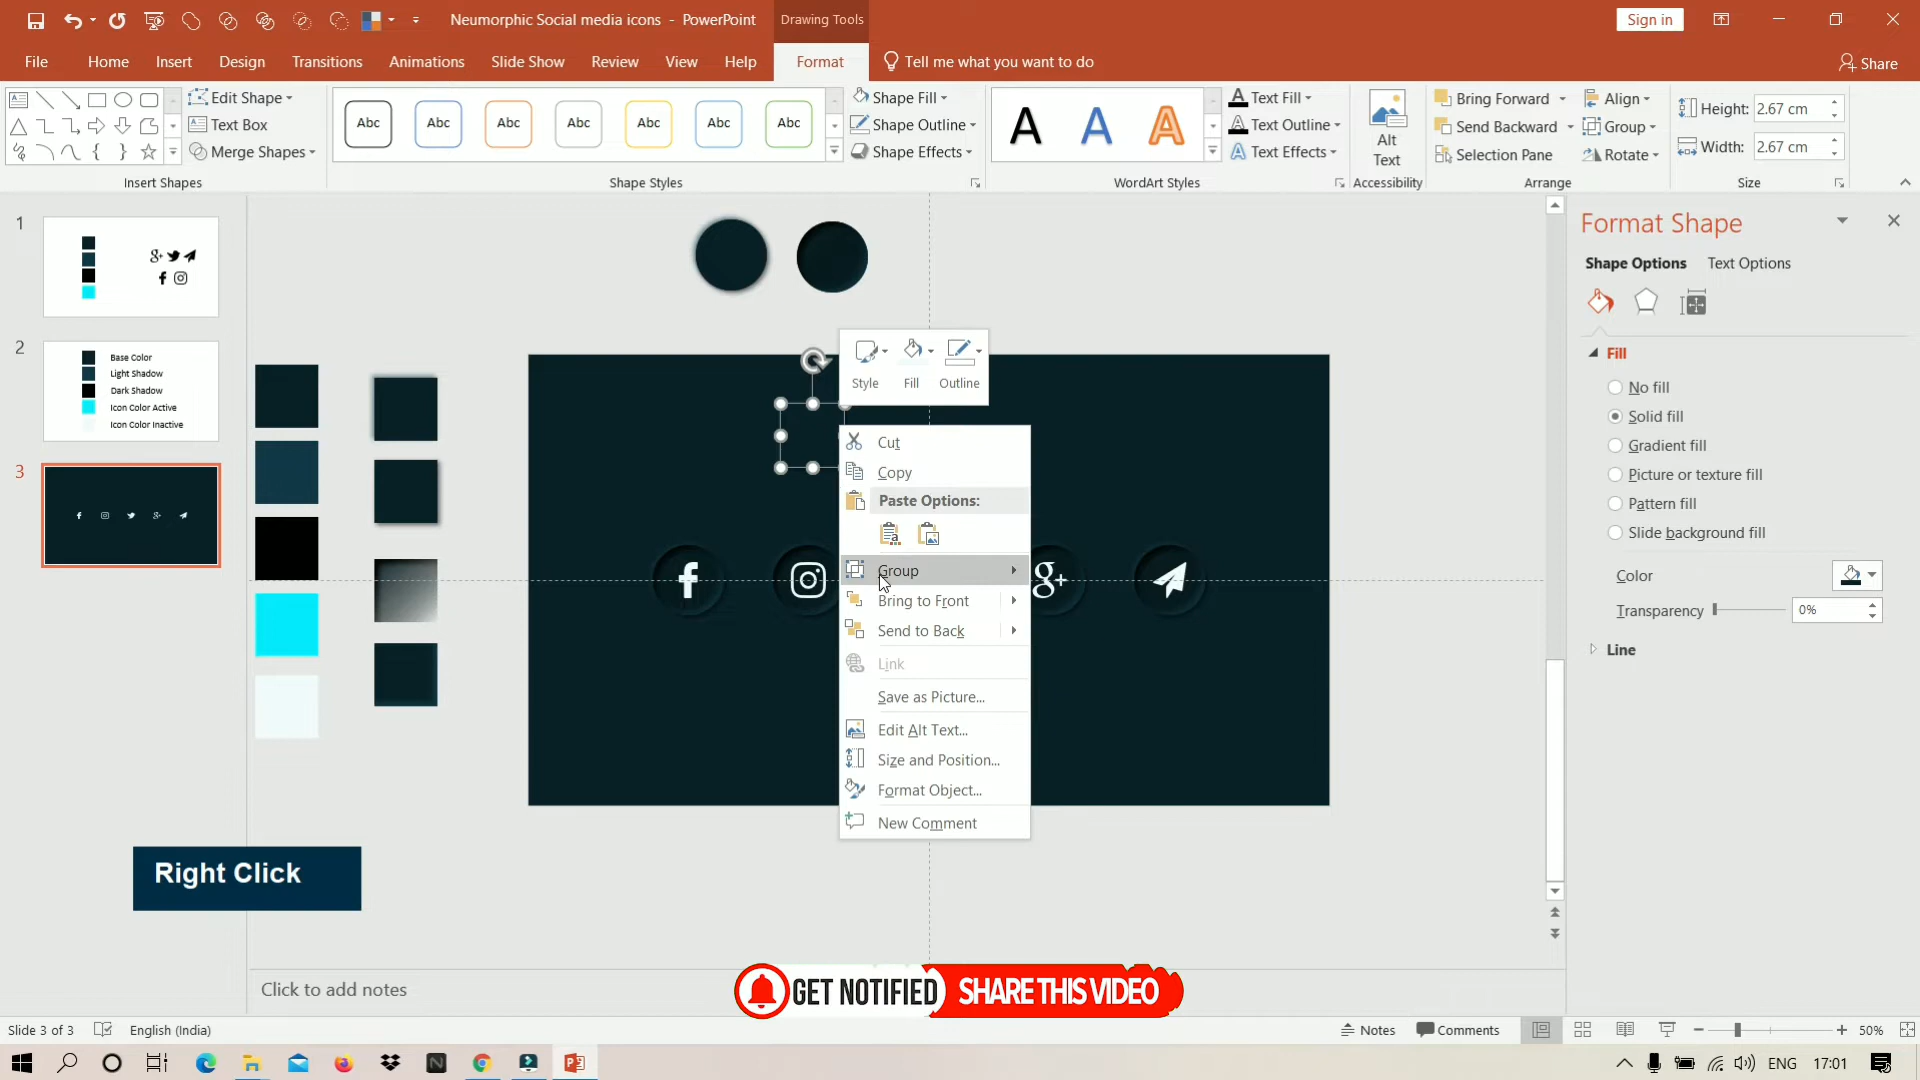 Neumorphic Social media icons - PowerPoint
Drawing Tools
Sign in
File
Home
Insert
Design
Transitions
Animations
Slide Show
Review
View
Help
Format
Tell me what you want to do
Share
Edit Shape
Text Box
Merge Shapes
Insert Shapes
Abc
Abc
Abc
Abc
Abc
Abc
Abc
Shape Fill
Shape Outline
Shape Effects
Shape Styles
A
A
A
Text Fill
Text Outline
Text Effects
WordArt Styles
Alt
Text
Accessibility
Bring Forward
Send Backward
Selection Pane
Align
Group
Rotate
Arrange
Height: 2.67 cm
Width: 2.67 cm
Size
1
g+
f
2
Base Color
Light Shadow
Dark Shadow
Icon Color Active
Icon Color Inactive
3
f
g+
Style
Fill
Outline
Cut
Copy
Paste Options:
Group
Bring to Front
Send to Back
Link
Save as Picture...
Edit Alt Text...
Size and Position...
Format Object...
New Comment
f
g+
Format Shape
Shape Options
Text Options
Fill
No fill
Solid fill
Gradient fill
Picture or texture fill
Pattern fill
Slide background fill
Color
Transparency
0%
Line
Right Click
GET NOTIFIED
SHARE THIS VIDEO
Click to add notes
Slide 3 of 3
English (India)
Notes
Comments
50%
ENG
17:01